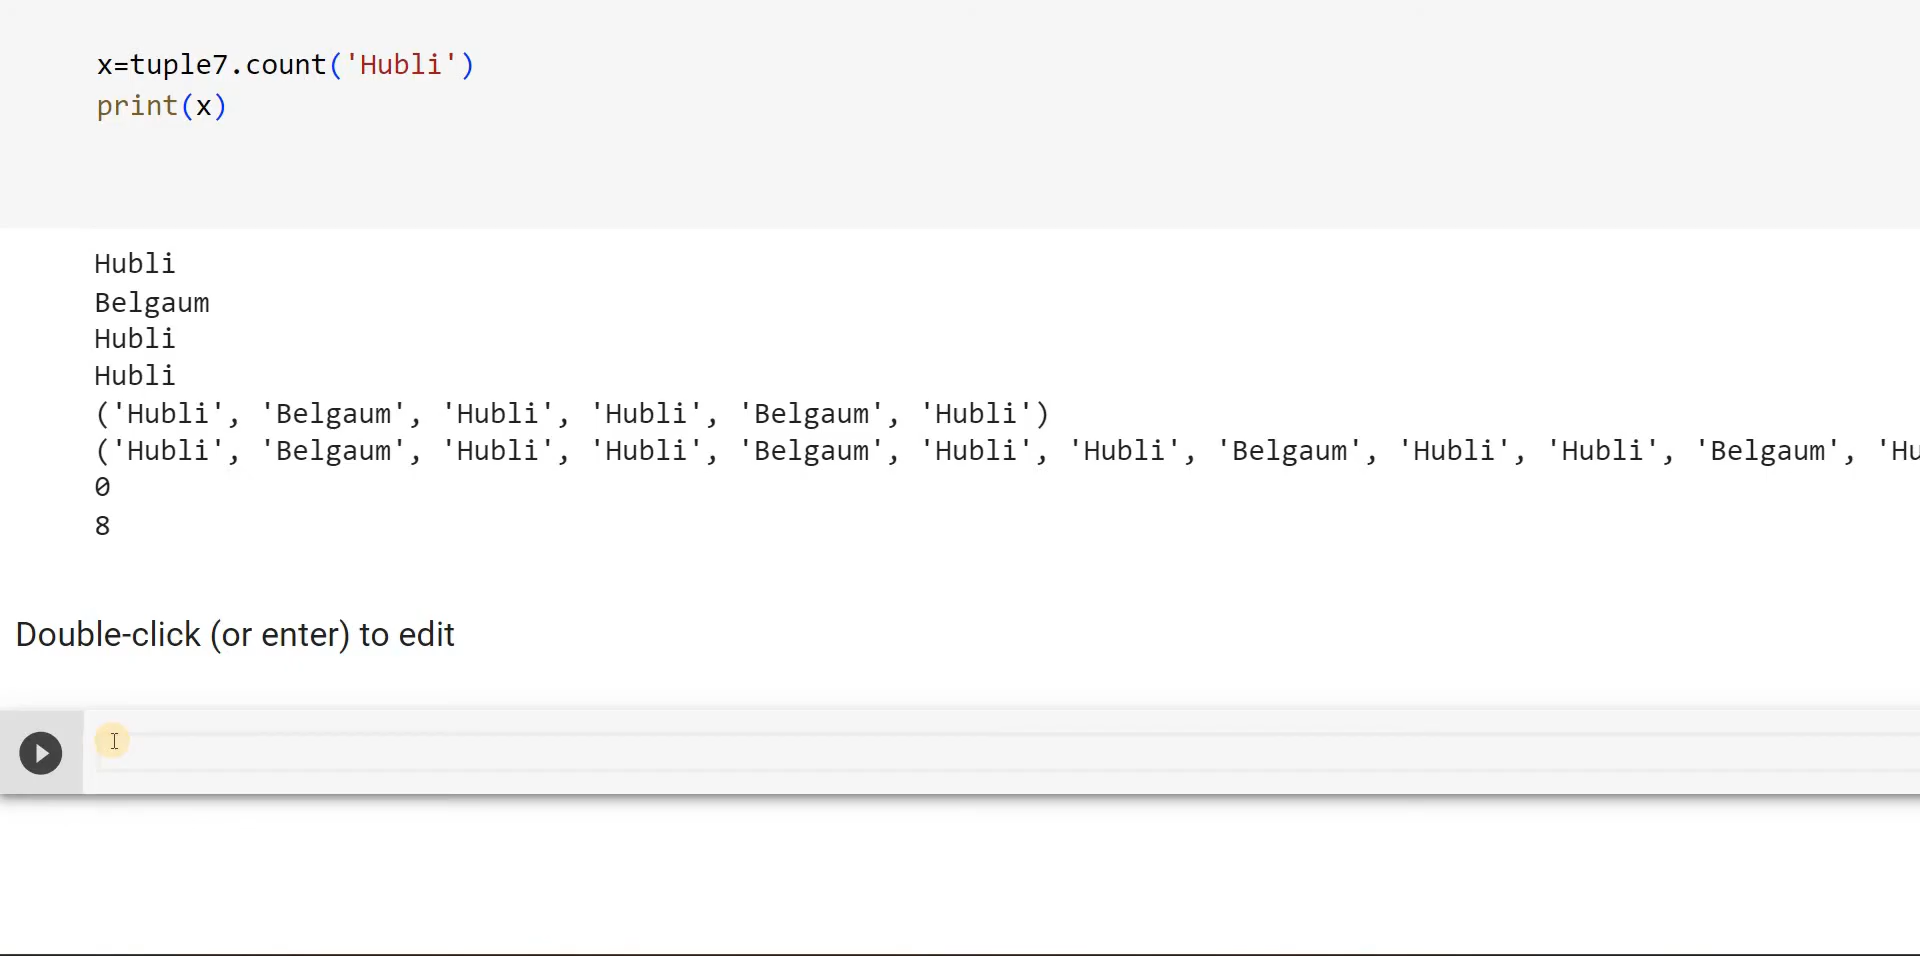 x=tuple7.count('Hubli')
print(x)
Hubli
Belgaum
Hubli
Hubli
('Hubli', 'Belgaum', 'Hubli', 'Hubli', 'Belgaum', 'Hubli')
('Hubli', 'Belgaum', 'Hubli', 'Hubli', 'Belgaum', 'Hubli', 'Hubli', 'Belgaum', 'Hubli', 'Hubli', 'Belgaum', 'Hu
0
8
Double-click (or enter) to edit